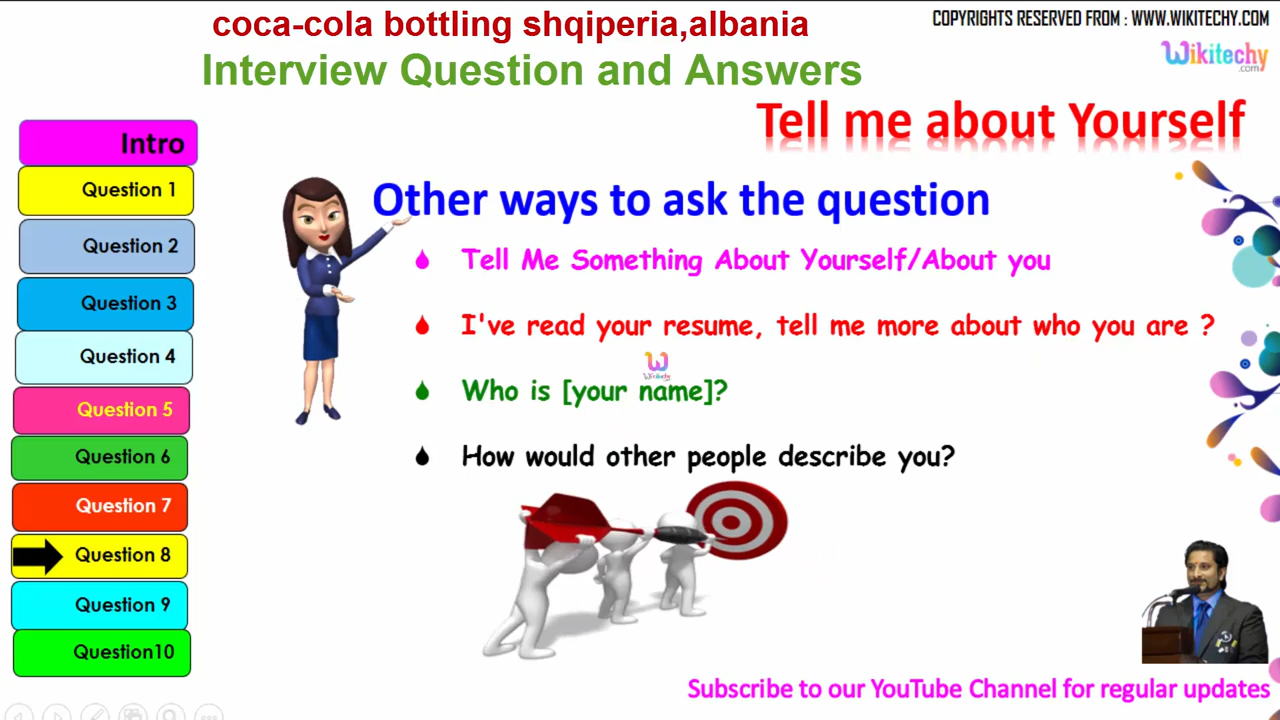 coca-cola bottling shqiperia,albania
COPYRIGHTS RESERVED FROM : WWW.WIKITECHY.COM
Interview Question and Answers
Wikitechy
.com
Tell me about Yourself
Intro
Question 1
Question 2
Question 3
Question 4
Question 5
Question 6
Question 7
Question 8
Question 9
Question10
Other ways to ask the question
Tell Me Something About Yourself/About you
I've read your resume, tell me more about who you are ?
Wikitechy
Who is [your name]?
How would other people describe you?
Subscribe to our YouTube Channel for regular updates